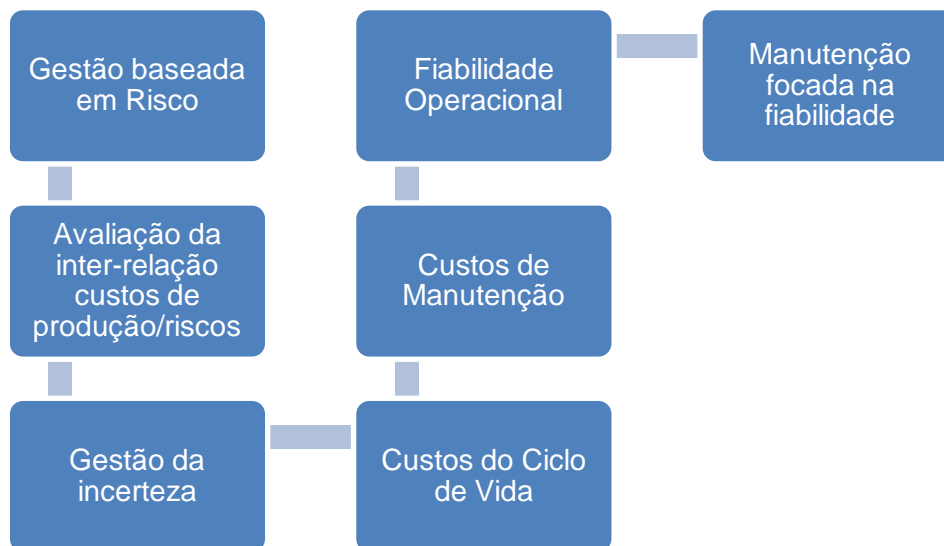 Gestão baseada
em Risco
Avaliação da
inter-relação
custos de
produção/riscos
Gestão da
incerteza
Custos do Ciclo
de Vida
Custos de
Manutenção
Fiabilidade
Operacional
Manutenção
focada na
fiabilidade